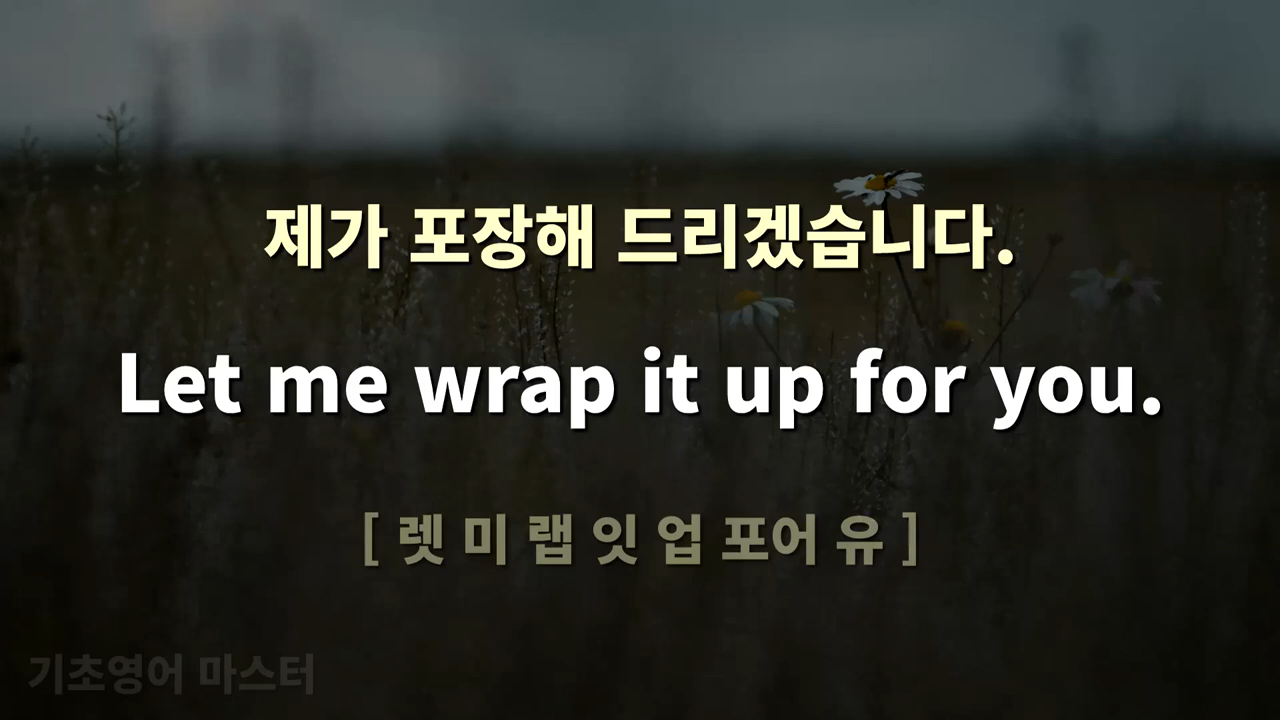 제가 포장해 드리겠습니다.
Let me wrap it up for you.
[ 렛 미 랩 잇 업 포어 유 ]
기초영어 마스터